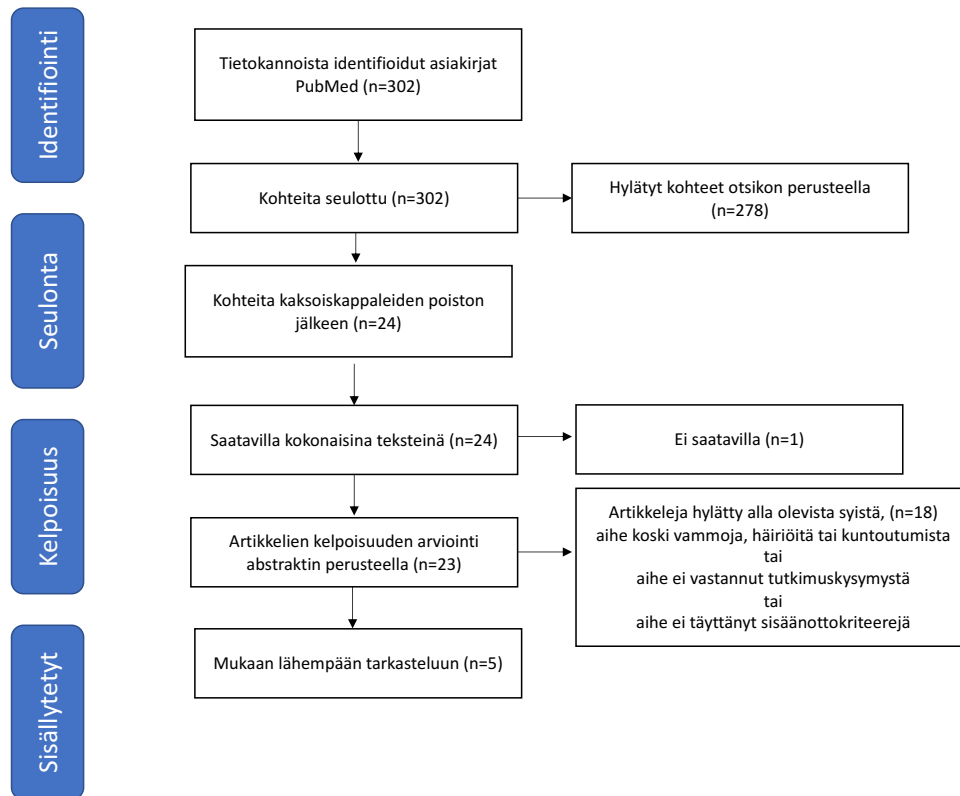 Identifiointi
Tietokannoista identifioidut asiakirjat
PubMed (n=302)
Kohteita seulottu (n=302)
Hylätyt kohteet otsikon perusteella
(n=278)
Seulonta
Kohteita kaksoiskappaleiden poiston
jälkeen (n=24)
Kelpoisuus
Saatavilla kokonaisina teksteinä (n=24)
Ei saatavilla (n=1)
Artikkelien kelpoisuuden arviointi
abstraktin perusteella (n=23)
Artikkeleja hylätty alla olevista syistä, (n=18)
aihe koski vammoja, häiriöitä tai kuntoutumista
tai
aihe ei vastannut tutkimuskysymystä
tai
aihe ei täyttänyt sisäänottokriteerejä
Sisällytetyt
Mukaan lähempään tarkasteluun (n=5)